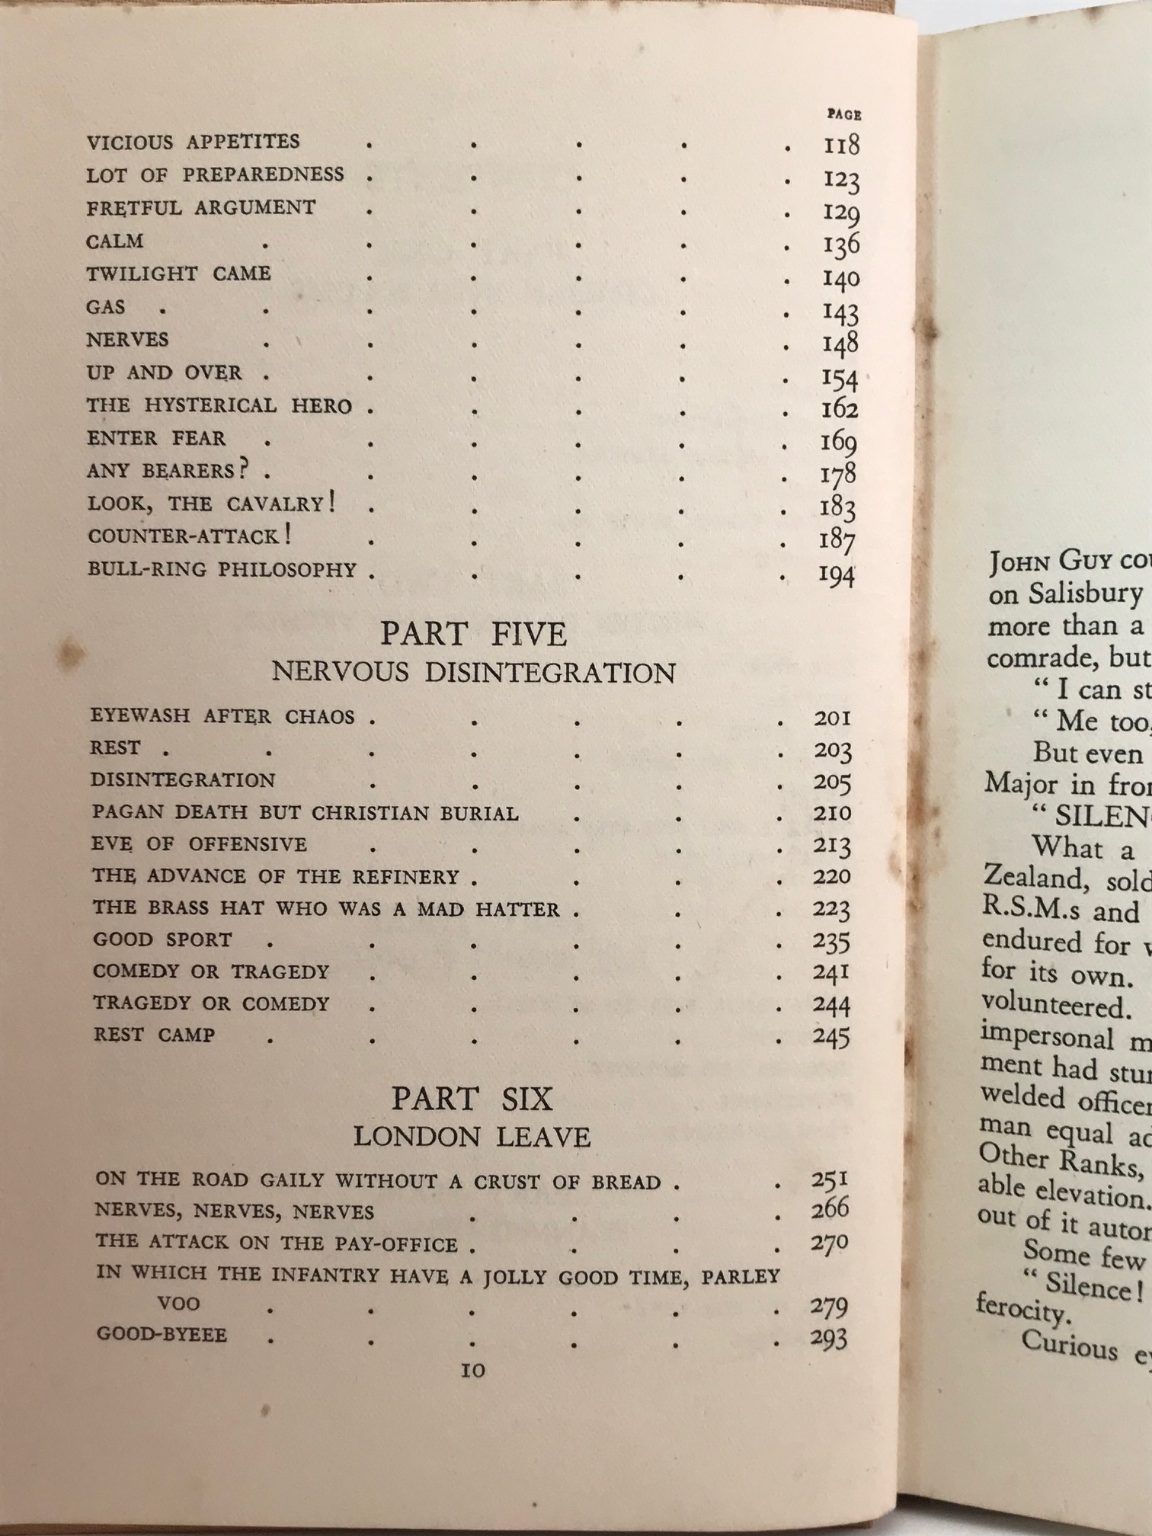 PAGE
VICIOUS APPETITES . . . . . 118
LOT OF PREPAREDNESS . . . . . 123
FRETFUL ARGUMENT . . . . . 129
CALM . . . . . . 136
TWILIGHT CAME . . . . . 140
GAS . . . . . . . 143
NERVES . . . . . . 148
UP AND OVER . . . . . . 154
THE HYSTERICAL HERO . . . . . 162
ENTER FEAR . . . . . . 169
ANY BEARERS? . . . . . . 178
LOOK, THE CAVALRY! . . . . . 183
COUNTER-ATTACK! . . . . . 187
BULL-RING PHILOSOPHY . . . . . 194
PART FIVE
NERVOUS DISINTEGRATION
EYEWASH AFTER CHAOS . . . . . 201
REST . . . . . . . 203
DISINTEGRATION . . . . . 205
PAGAN DEATH BUT CHRISTIAN BURIAL . . . 210
EVE OF OFFENSIVE . . . . . 213
THE ADVANCE OF THE REFINERY . . . . 220
THE BRASS HAT WHO WAS A MAD HATTER . . . 223
GOOD SPORT . . . . . . 235
COMEDY OR TRAGEDY . . . . . 241
TRAGEDY OR COMEDY . . . . . 244
REST CAMP . . . . . . 245
PART SIX
LONDON LEAVE
ON THE ROAD GAILY WITHOUT A CRUST OF BREAD . . 251
NERVES, NERVES, NERVES . . . . 266
THE ATTACK ON THE PAY-OFFICE . . . . 270
IN WHICH THE INFANTRY HAVE A JOLLY GOOD TIME, PARLEY
VOO . . . . . . 279
GOOD-BYEEE . . . . . . 293
10
JOHN GUY
on Salisbury
more than a
comrade, but
" I can
" Me too,
But even
Major in
" SILEN
What a
Zealand,
R.S.M.s and
endured for
for its own.
volunteered.
impersonal
ment had
welded
man equal
Other Ranks,
able elevation.
out of it
Some few
" Silence!
ferocity.
Curious